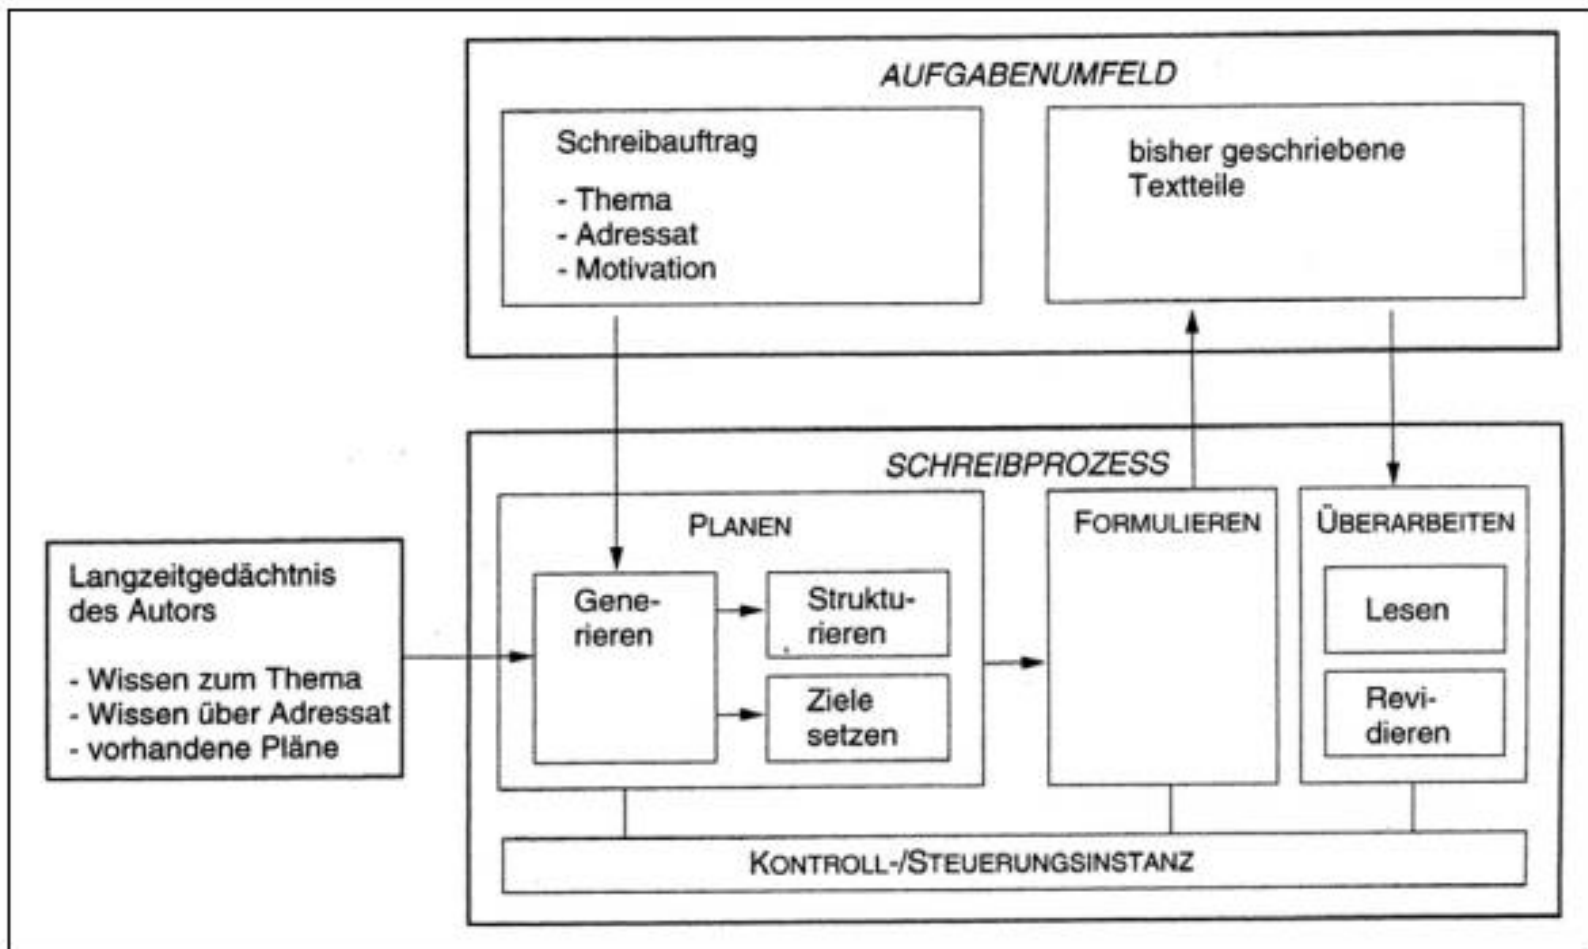 AUFGABENUMFELD
Schreibauftrag
- Thema
- Adressat
- Motivation
bisher geschriebene
Textteile
SCHREIBPROZESS
PLANEN
Gene-
rieren
Struktu-
rieren
Ziele
setzen
FORMULIEREN
ÜBERARBEITEN
Lesen
Revi-
dieren
Langzeitgedächtnis
des Autors
- Wissen zum Thema
- Wissen über Adressat
- vorhandene Pläne
KONTROLL-/STEUERUNGSINSTANZ